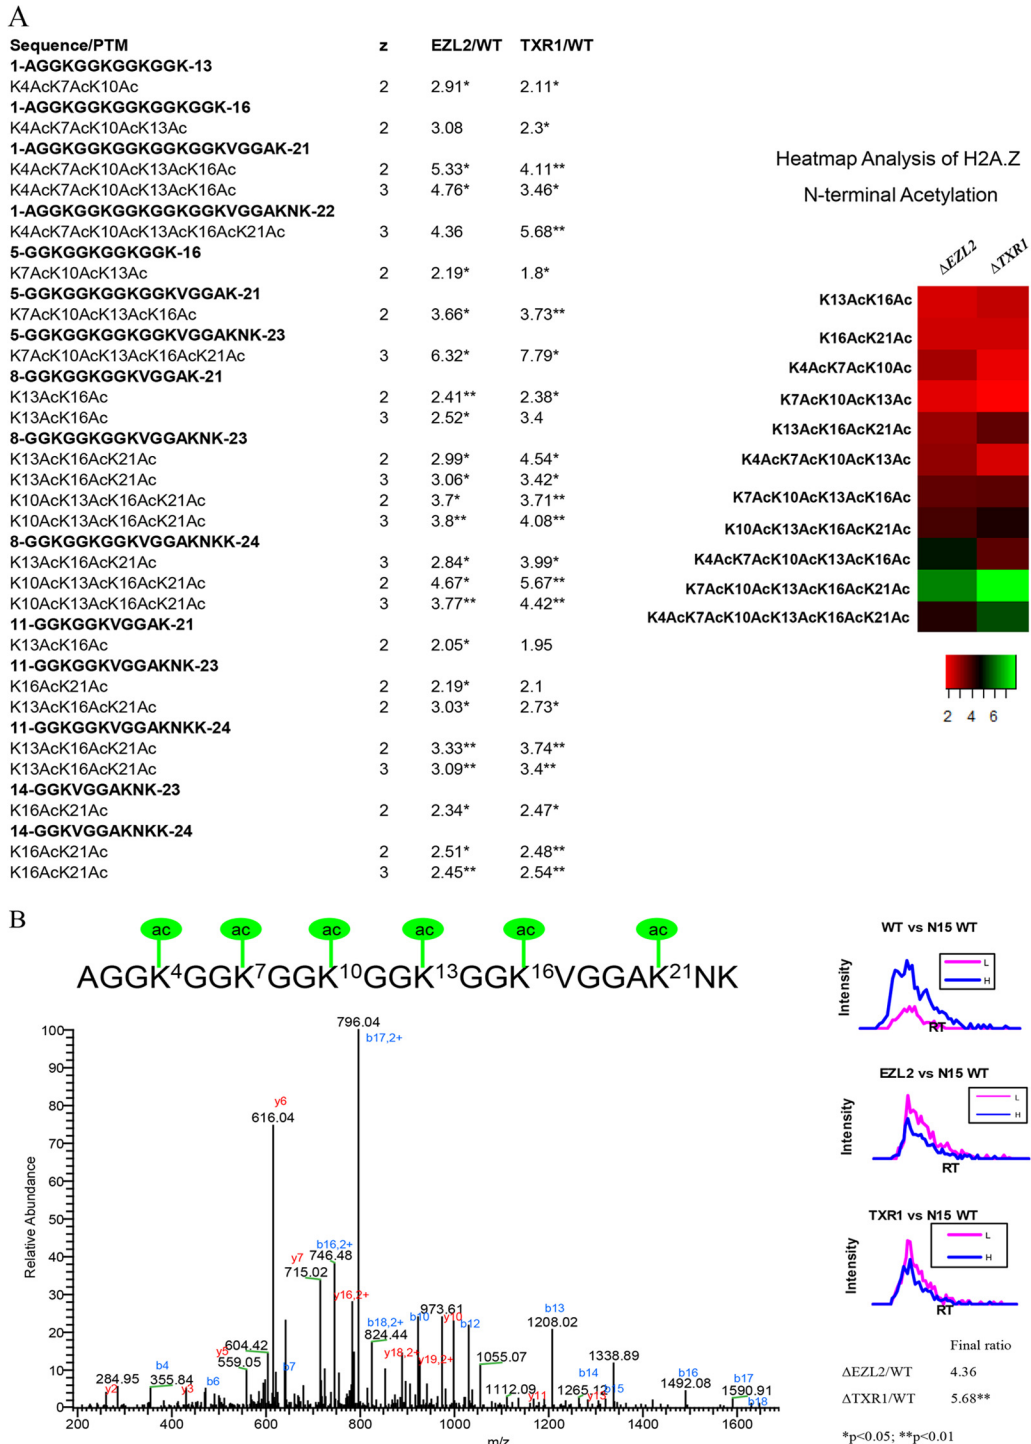 A
Sequence/PTM z EZL2/WT TXR1/WT
1-AGGKGGKGGKGGK-13
K4AcK7AcK10Ac 2 2.91* 2.11*
1-AGGKGGKGGKGGKGGK-16
K4AcK7AcK10AcK13Ac 2 3.08 2.3*
1-AGGKGGKGGKGGKGGKVGGAK-21
K4AcK7AcK10AcK13AcK16Ac 2 5.33* 4.11**
K4AcK7AcK10AcK13AcK16Ac 3 4.76* 3.46*
1-AGGKGGKGGKGGKGGKVGGAKNK-22
K4AcK7AcK10AcK13AcK16AcK21Ac 3 4.36 5.68**
5-GGKGGKGGKGGK-16
K7AcK10AcK13Ac 2 2.19* 1.8*
5-GGKGGKGGKGGKVGGAK-21
K7AcK10AcK13AcK16Ac 2 3.66* 3.73**
5-GGKGGKGGKGGKVGGAKNK-23
K7AcK10AcK13AcK16AcK21Ac 3 6.32* 7.79*
8-GGKGGKGGKVGGAK-21
K13AcK16Ac 2 2.41** 2.38*
K13AcK16Ac 3 2.52* 3.4
8-GGKGGKGGKVGGAKNK-23
K13AcK16AcK21Ac 2 2.99* 4.54*
K13AcK16AcK21Ac 3 3.06* 3.42*
K10AcK13AcK16AcK21Ac 2 3.7* 3.71**
K10AcK13AcK16AcK21Ac 3 3.8** 4.08**
8-GGKGGKGGKVGGAKNKK-24
K13AcK16AcK21Ac 3 2.84* 3.99*
K10AcK13AcK16AcK21Ac 2 4.67* 5.67**
K10AcK13AcK16AcK21Ac 3 3.77** 4.42**
11-GGKGGKVGGAK-21
K13AcK16Ac 2 2.05* 1.95
11-GGKGGKVGGAKNK-23
K16AcK21Ac 2 2.19* 2.1
K13AcK16AcK21Ac 2 3.03* 2.73*
11-GGKGGKVGGAKNKK-24
K13AcK16AcK21Ac 2 3.33** 3.74**
K13AcK16AcK21Ac 3 3.09** 3.4**
14-GGKVGGAKNK-23
K16AcK21Ac 2 2.34* 2.47*
14-GGKVGGAKNKK-24
K16AcK21Ac 2 2.51* 2.48**
K16AcK21Ac 3 2.45** 2.54**
Heatmap Analysis of H2A.Z
N-terminal Acetylation
ΔEZL2 ΔTXR1
K13AcK16Ac
K16AcK21Ac
K4AcK7AcK10Ac
K7AcK10AcK13Ac
K13AcK16AcK21Ac
K4AcK7AcK10AcK13Ac
K7AcK10AcK13AcK16Ac
K10AcK13AcK16AcK21Ac
K4AcK7AcK10AcK13AcK16Ac
K7AcK10AcK13AcK16AcK21Ac
K4AcK7AcK10AcK13AcK16AcK21Ac
2 4 6
B
ac ac ac ac ac ac
AGGK4GGK7GGK10GGK13GGK16VGGAK21NK
Relative Abundance
100
90
80
70
60
50
40
30
20
10
0
796.04
b17,2+
y6
616.04
b16,2+
y7 746.48
715.02
y16,2+
b18,2+ b10 973.61 y10 b12
824.44
b13
1208.02
604.42
y5
559.05
y18,2+ y19,2+
1055.07
1338.89
b4
284.95 355.84
y2 y3 b6 b7
1112.09
y11
b14
1265.12
y13 b15
b16
1492.08
b17
1590.91
b18
200 400 600 800 1000 1200 1400 1600
m/z
WT vs N15 WT
Intensity
L
H
RT
EZL2 vs N15 WT
Intensity
L
H
RT
TXR1 vs N15 WT
Intensity
L
H
RT
Final ratio
ΔEZL2/WT 4.36
ΔTXR1/WT 5.68**
*p<0.05; **p<0.01